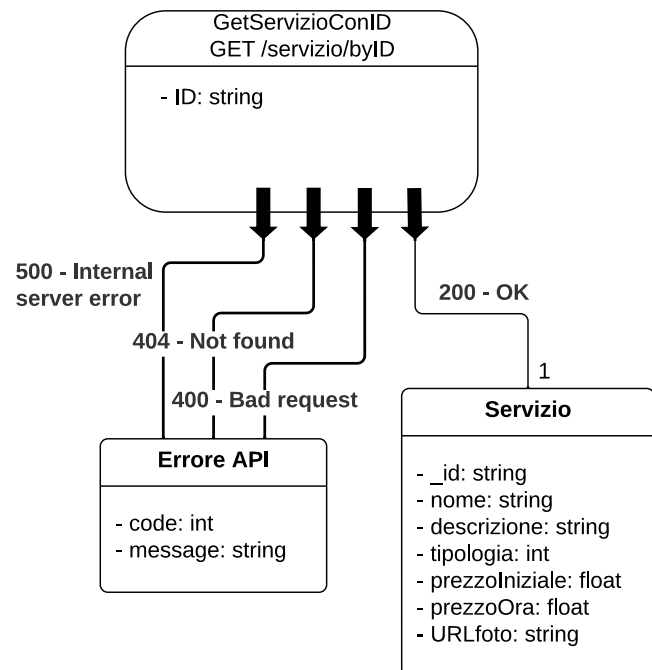 GetServizioConID
GET /servizio/byID
- ID: string
500 - Internal
server error
200 - OK
404 - Not found
400 - Bad request
1
Errore API
- code: int
- message: string
Servizio
- _id: string
- nome: string
- descrizione: string
- tipologia: int
- prezzoIniziale: float
- prezzoOra: float
- URLfoto: string